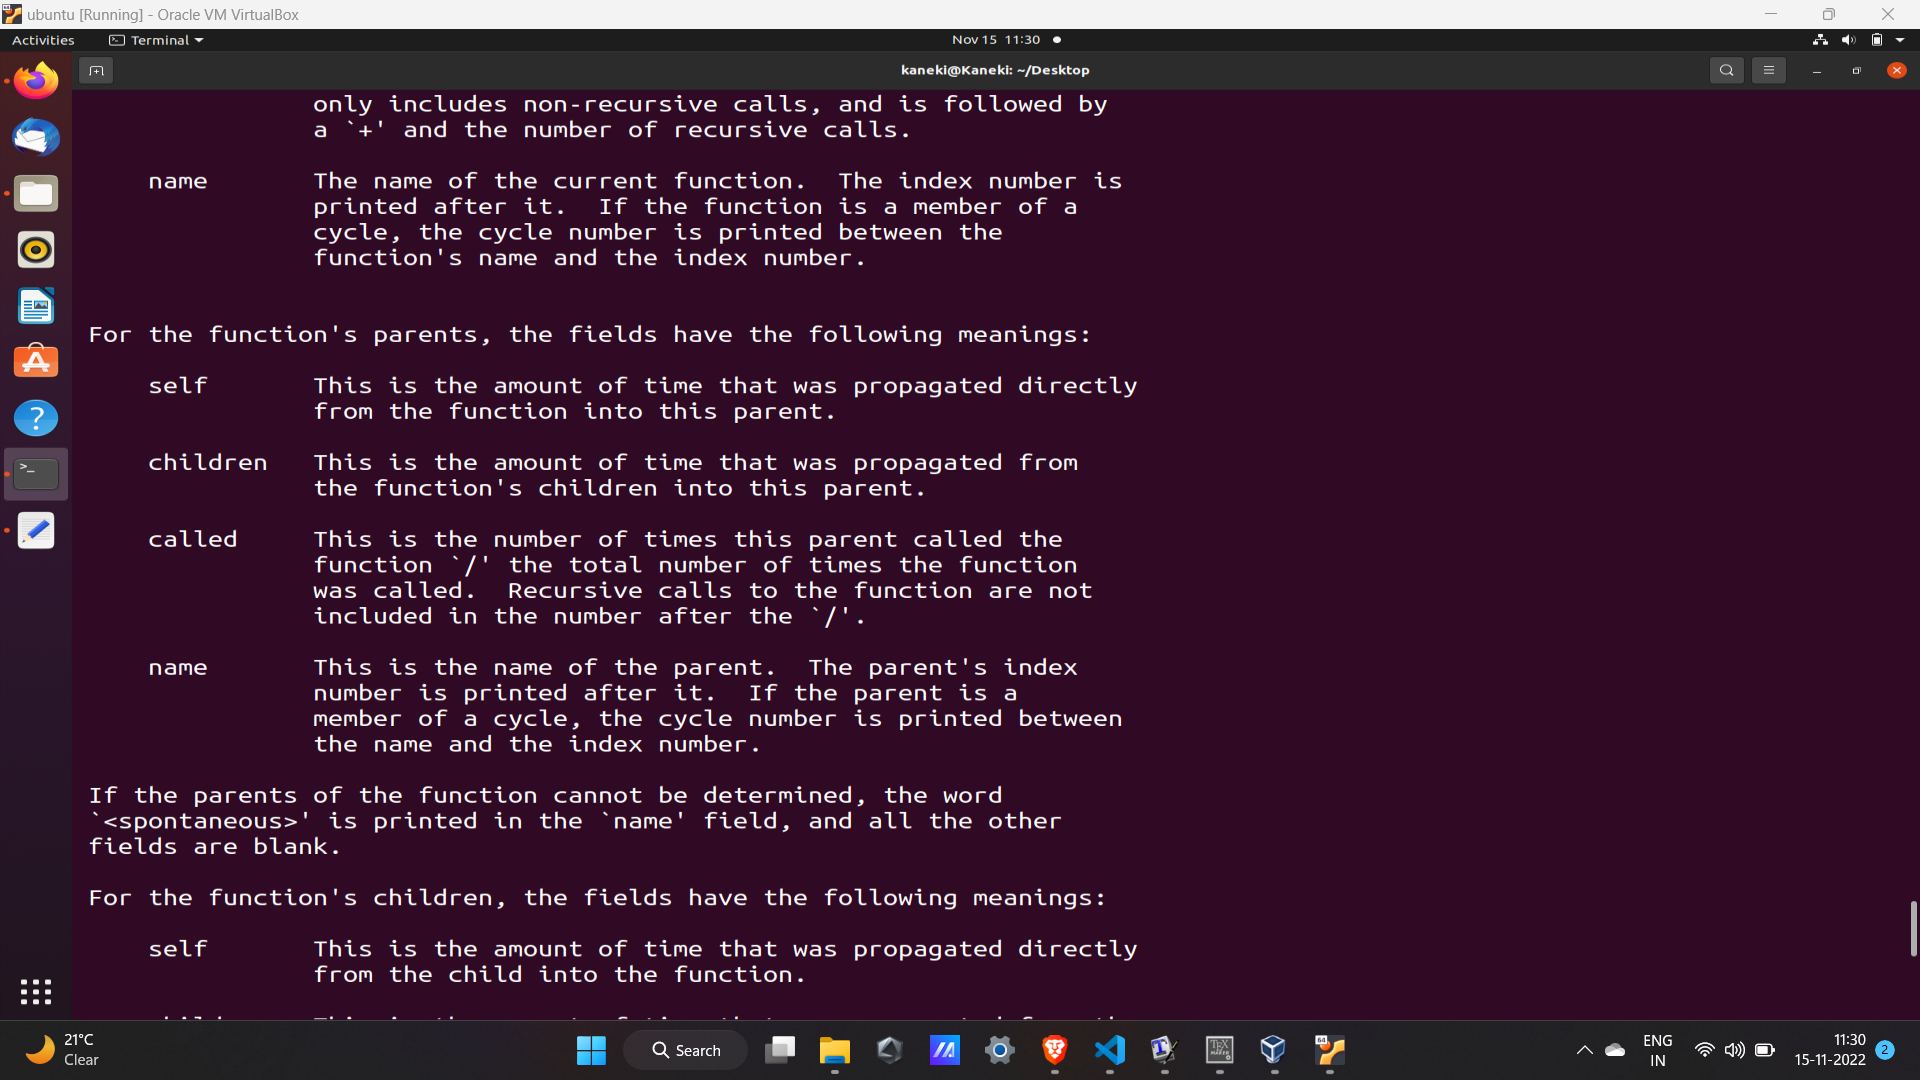 ubuntu [Running] - Oracle VM VirtualBox
Activities Terminal Nov 15 11:30
kaneki@Kaneki: ~/Desktop
only includes non-recursive calls, and is followed by
a `+' and the number of recursive calls.
name The name of the current function. The index number is
printed after it. If the function is a member of a
cycle, the cycle number is printed between the
function's name and the index number.
For the function's parents, the fields have the following meanings:
self This is the amount of time that was propagated directly
from the function into this parent.
children This is the amount of time that was propagated from
the function's children into this parent.
called This is the number of times this parent called the
function `/' the total number of times the function
was called. Recursive calls to the function are not
included in the number after the `/'.
name This is the name of the parent. The parent's index
number is printed after it. If the parent is a
member of a cycle, the cycle number is printed between
the name and the index number.
If the parents of the function cannot be determined, the word
`<spontaneous>' is printed in the `name' field, and all the other
fields are blank.
For the function's children, the fields have the following meanings:
self This is the amount of time that was propagated directly
from the child into the function.
21°C
Clear
Search
ENG
IN
11:30
15-11-2022
2